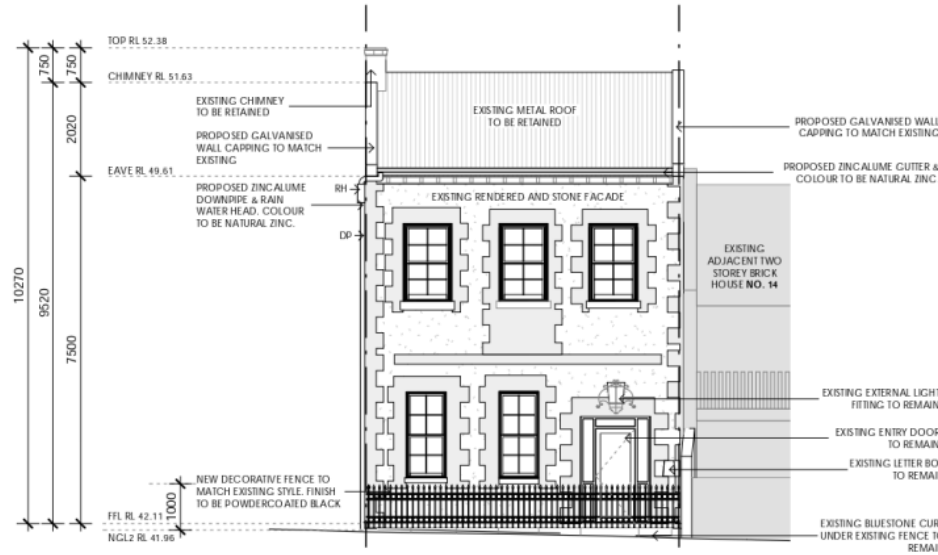 TOP RL 52.38
750
750
CHIMNEY RL 51.63
EXISTING CHIMNEY
TO BE RETAINED
EXISTING METAL ROOF
TO BE RETAINED
2020
PROPOSED GALVANISED
WALL CAPPING TO MATCH EXISTING
PROPOSED GALVANISED
WALL CAPPING TO MATCH
EXISTING
EAVE RL 49.61
PROPOSED ZINCALUME GUTTER &
COLOUR TO BE NATURAL ZINC
PROPOSED ZINCALUME
DOWNPIPE & RAIN
WATER HEAD. COLOUR
TO BE NATURAL ZINC.
RH
EXISTING RENDERED AND STONE FACADE
DP
EXISTING
ADJACENT TWO
STOREY BRICK
HOUSE NO. 14
10270
9520
7500
EXISTING EXTERNAL LIGHT
FITTING TO REMAIN
EXISTING ENTRY DOOR
TO REMAIN
EXISTING LETTER BO
TO REMAI
NEW DECORATIVE FENCE TO
MATCH EXISTING STYLE. FINISH
TO BE POWDERCOATED BLACK
1000
FFL RL 42.11
NGL2 RL 41.96
EXISTING BLUESTONE CUR
UNDER EXISTING FENCE TO
REMAI